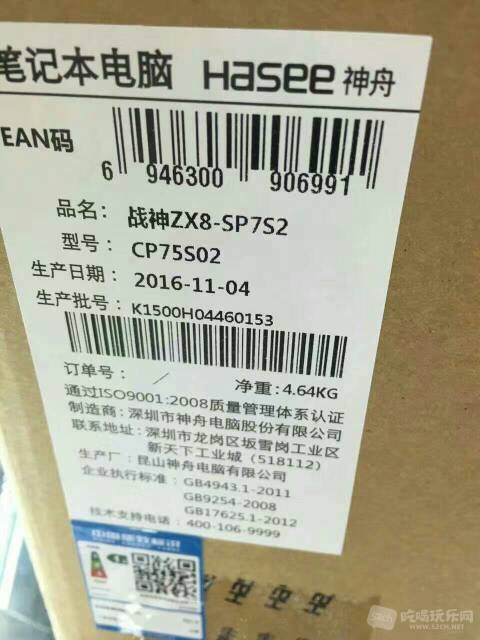 笔记本电脑 Hasee 神舟
EAN码
6 946300 906991
品名: 战神ZX8-SP7S2
型号: CP75S02
生产日期: 2016-11-04
生产批号: K1500H04460153
订单号: / 净重: 4.64KG
通过ISO9001:2008质量管理体系认证
制造商: 深圳市神舟电脑股份有限公司
联系地址: 深圳市龙岗区坂雪岗工业区
新天下工业城 (518112)
生产厂: 昆山神舟电脑有限公司
企业执行标准: GB4943.1-2011
GB9254-2008
GB17625.1-2012
技术支持电话: 400-106-9999
吃喝玩乐网
WWW.52CH.NET